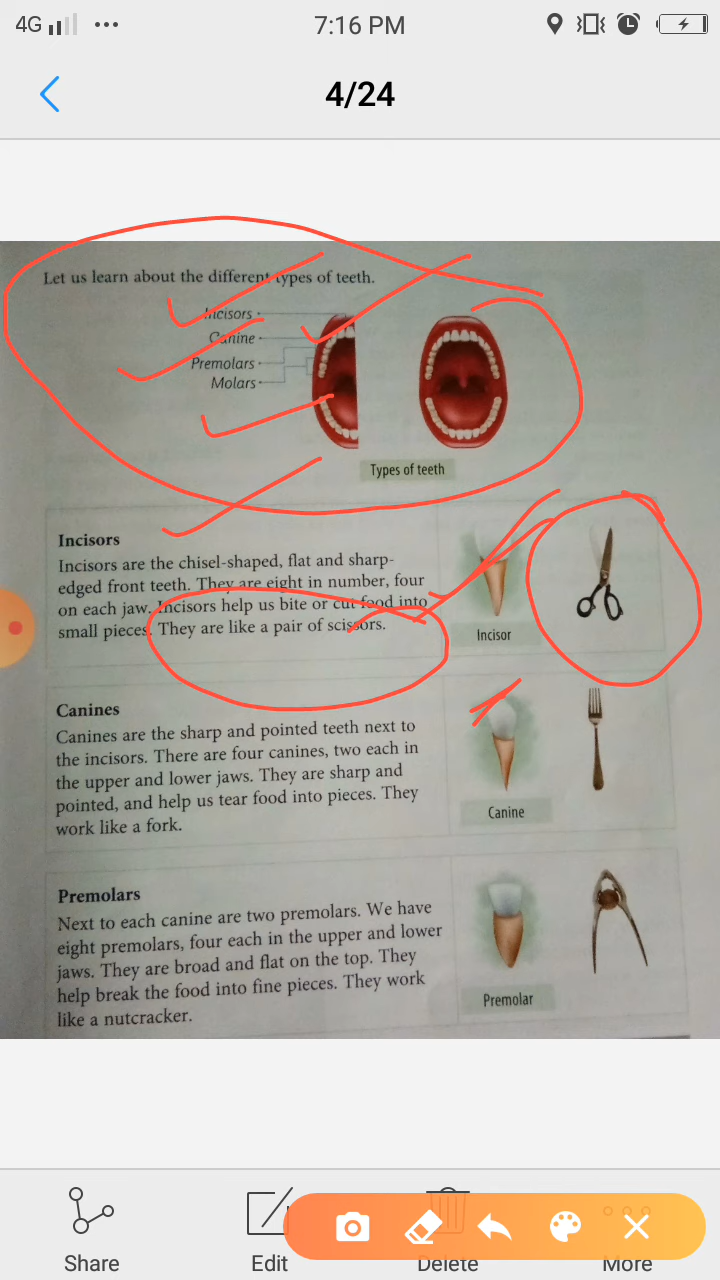 4G
7:16 PM
4/24
Let us learn about the different types of teeth.
Incisors
Canine
Premolars
Molars
Types of teeth
Incisors
Incisors are the chisel-shaped, flat and sharp-
edged front teeth. They are eight in number, four
on each jaw. Incisors help us bite or cut food into
small pieces. They are like a pair of scissors.
Incisor
Canines
Canines are the sharp and pointed teeth next to
the incisors. There are four canines, two each in
the upper and lower jaws. They are sharp and
pointed, and help us tear food into pieces. They
work like a fork.
Canine
Premolars
Next to each canine are two premolars. We have
eight premolars, four each in the upper and lower
jaws. They are broad and flat on the top. They
help break the food into fine pieces. They work
like a nutcracker.
Premolar
Share
Edit
Delete
More